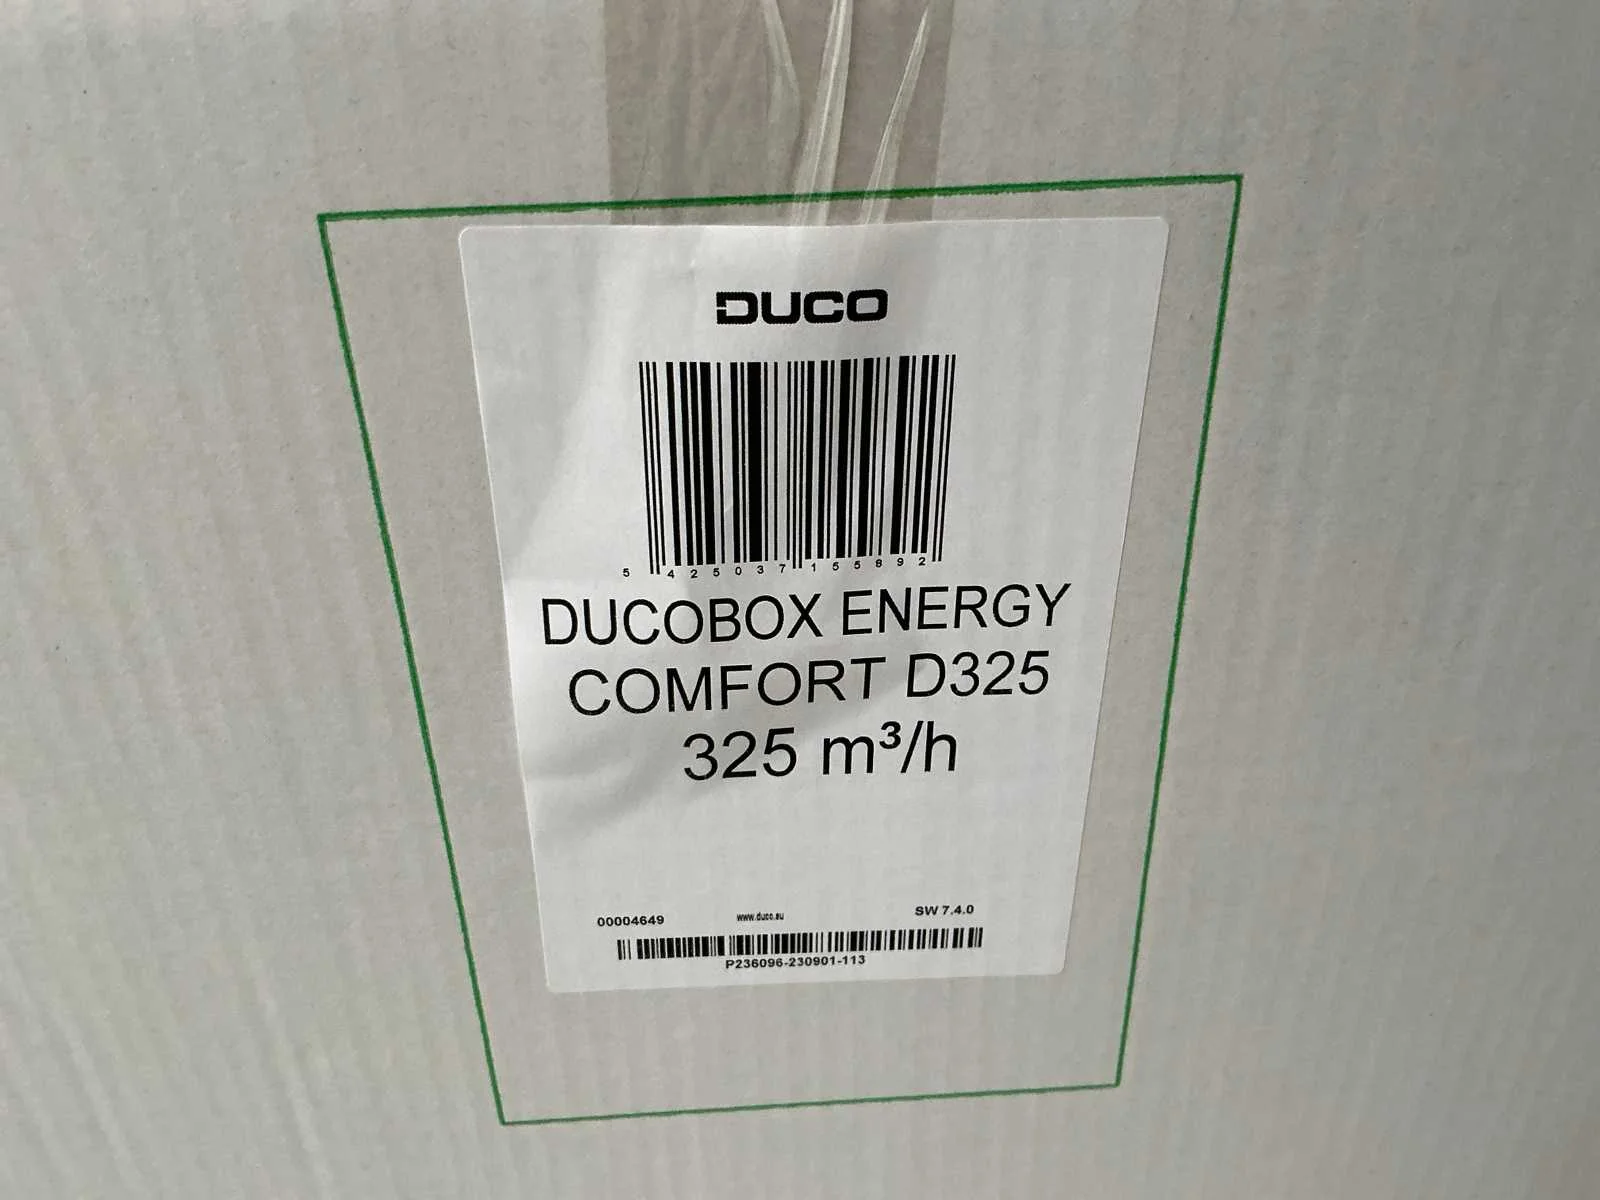 DUCO
5 425037 155892
DUCOBOX ENERGY
COMFORT D325
325 m³/h
00004649 www.duco.eu SW 7.4.0
P236096-230901-113